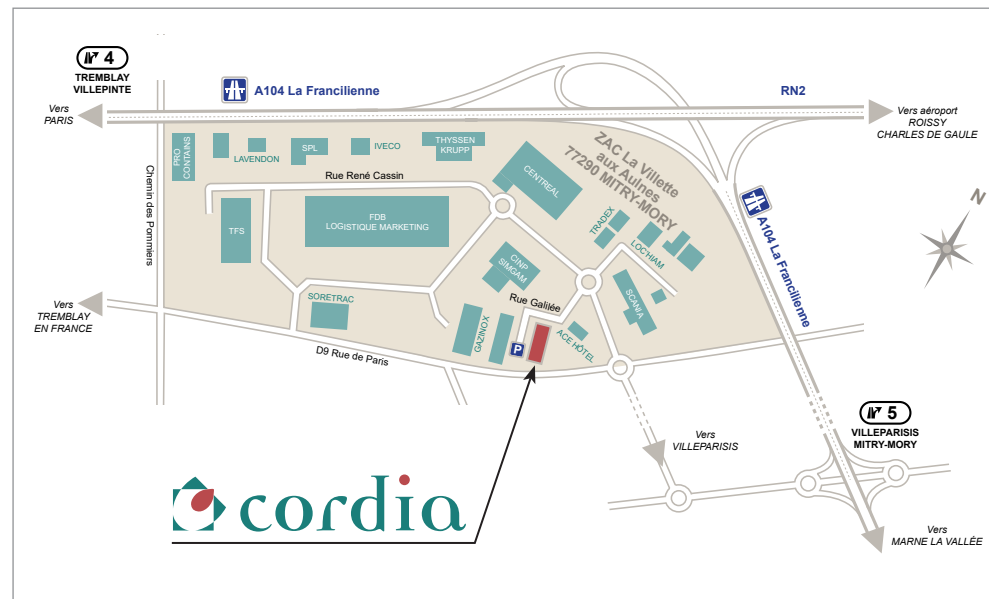 4
TREMBLAY
VILLEPINTE
A104 La Francilienne
RN2
Vers
PARIS
Vers aéroport
ROISSY
CHARLES DE GAULE
PRO
CONTAINS
LAVENDON
SPL
IVECO
THYSSEN
KRUPP
ZAC La Villette
aux Aulnes
77290 MITRY-MORY
Chemin des Pommiers
Rue René Cassin
CENTREAL
N
TFS
FDB
LOGISTIQUE MARKETING
TRADEX
LOCHIAM
A104 La Francilienne
CINP
SIMGAM
SCANIA
SORETRAC
Rue Galilée
Vers
TREMBLAY
EN FRANCE
GAZINOX
P
ACE HÔTEL
D9 Rue de Paris
5
VILLEPARISIS
MITRY-MORY
Vers
VILLEPARISIS
cordia
Vers
MARNE LA VALLÉE